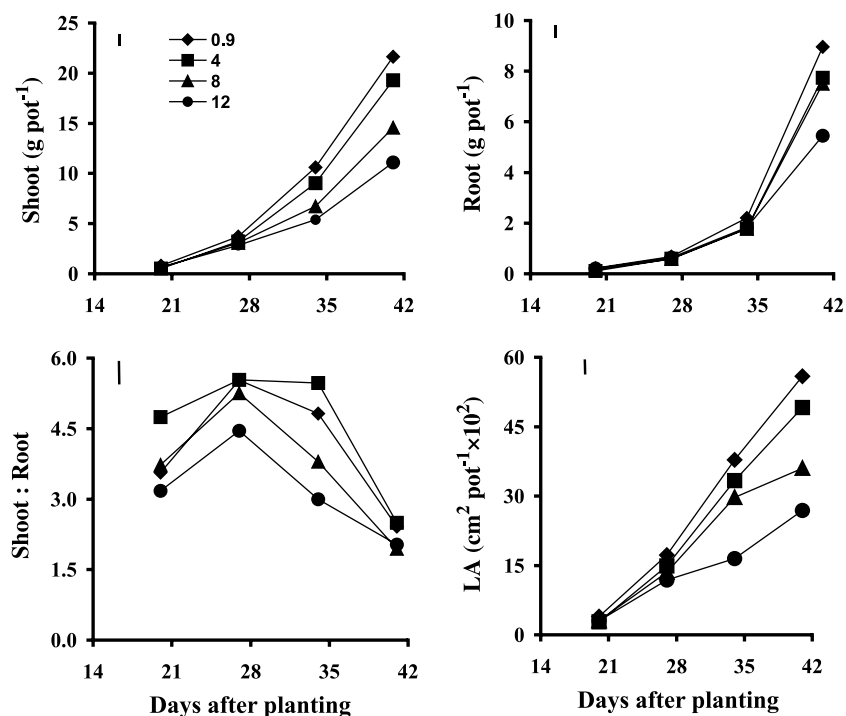 25
20
15
10
5
0
Shoot (g pot⁻¹)
0.9
4
8
12
14 21 28 35 42
10
8
6
4
2
0
Root (g pot⁻¹)
14 21 28 35 42
6.0
4.5
3.0
1.5
0.0
Shoot : Root
14 21 28 35 42
Days after planting
60
45
30
15
0
LA (cm² pot⁻¹×10²)
14 21 28 35 42
Days after planting